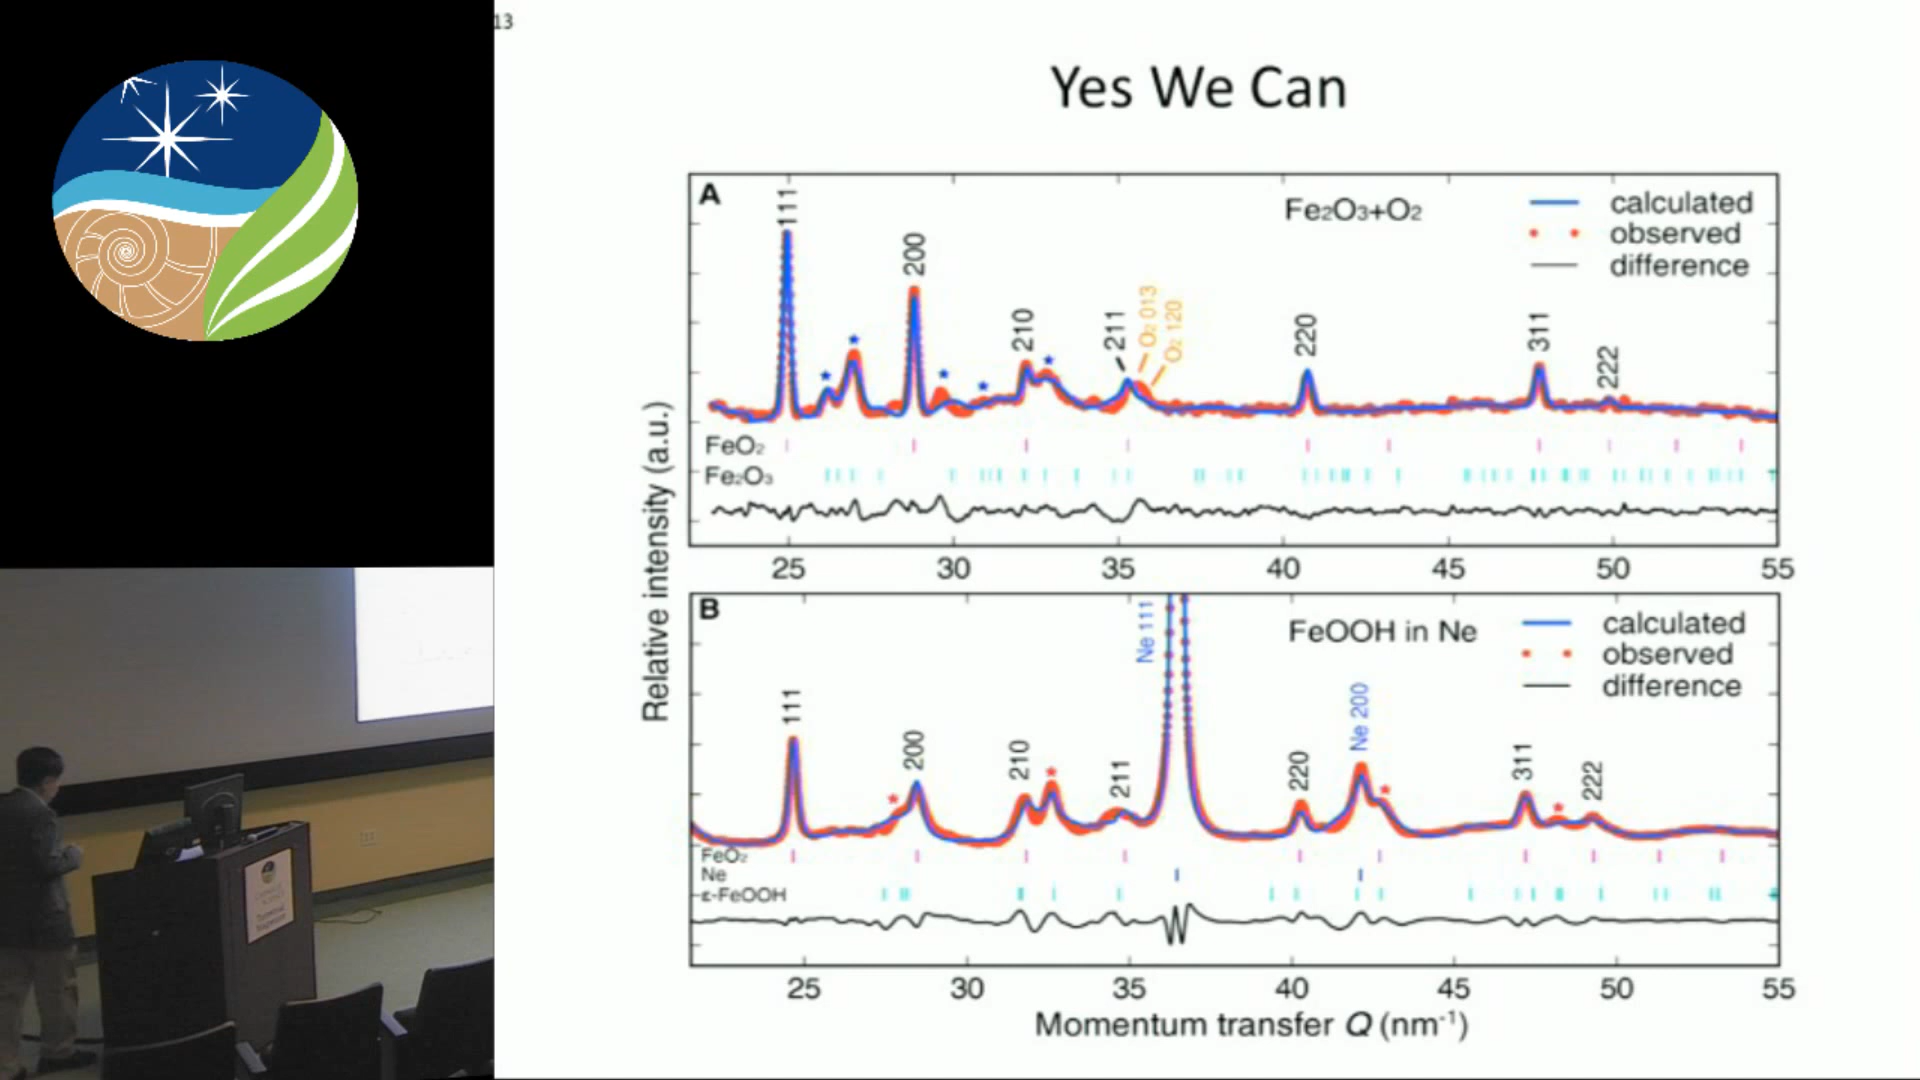 13
Yes We Can
A
Fe₂O₃+O₂
calculated
observed
difference
111
200
210
211
O₂ 013
O₂ 120
220
311
222
FeO₂
Fe₂O₃
25 30 35 40 45 50 55
Relative intensity (a.u.)
B
FeOOH in Ne
calculated
observed
difference
111
200
210
211
Ne 111
220
Ne 200
311
222
FeO₂
Ne
ε-FeOOH
25 30 35 40 45 50 55
Momentum transfer Q (nm⁻¹)